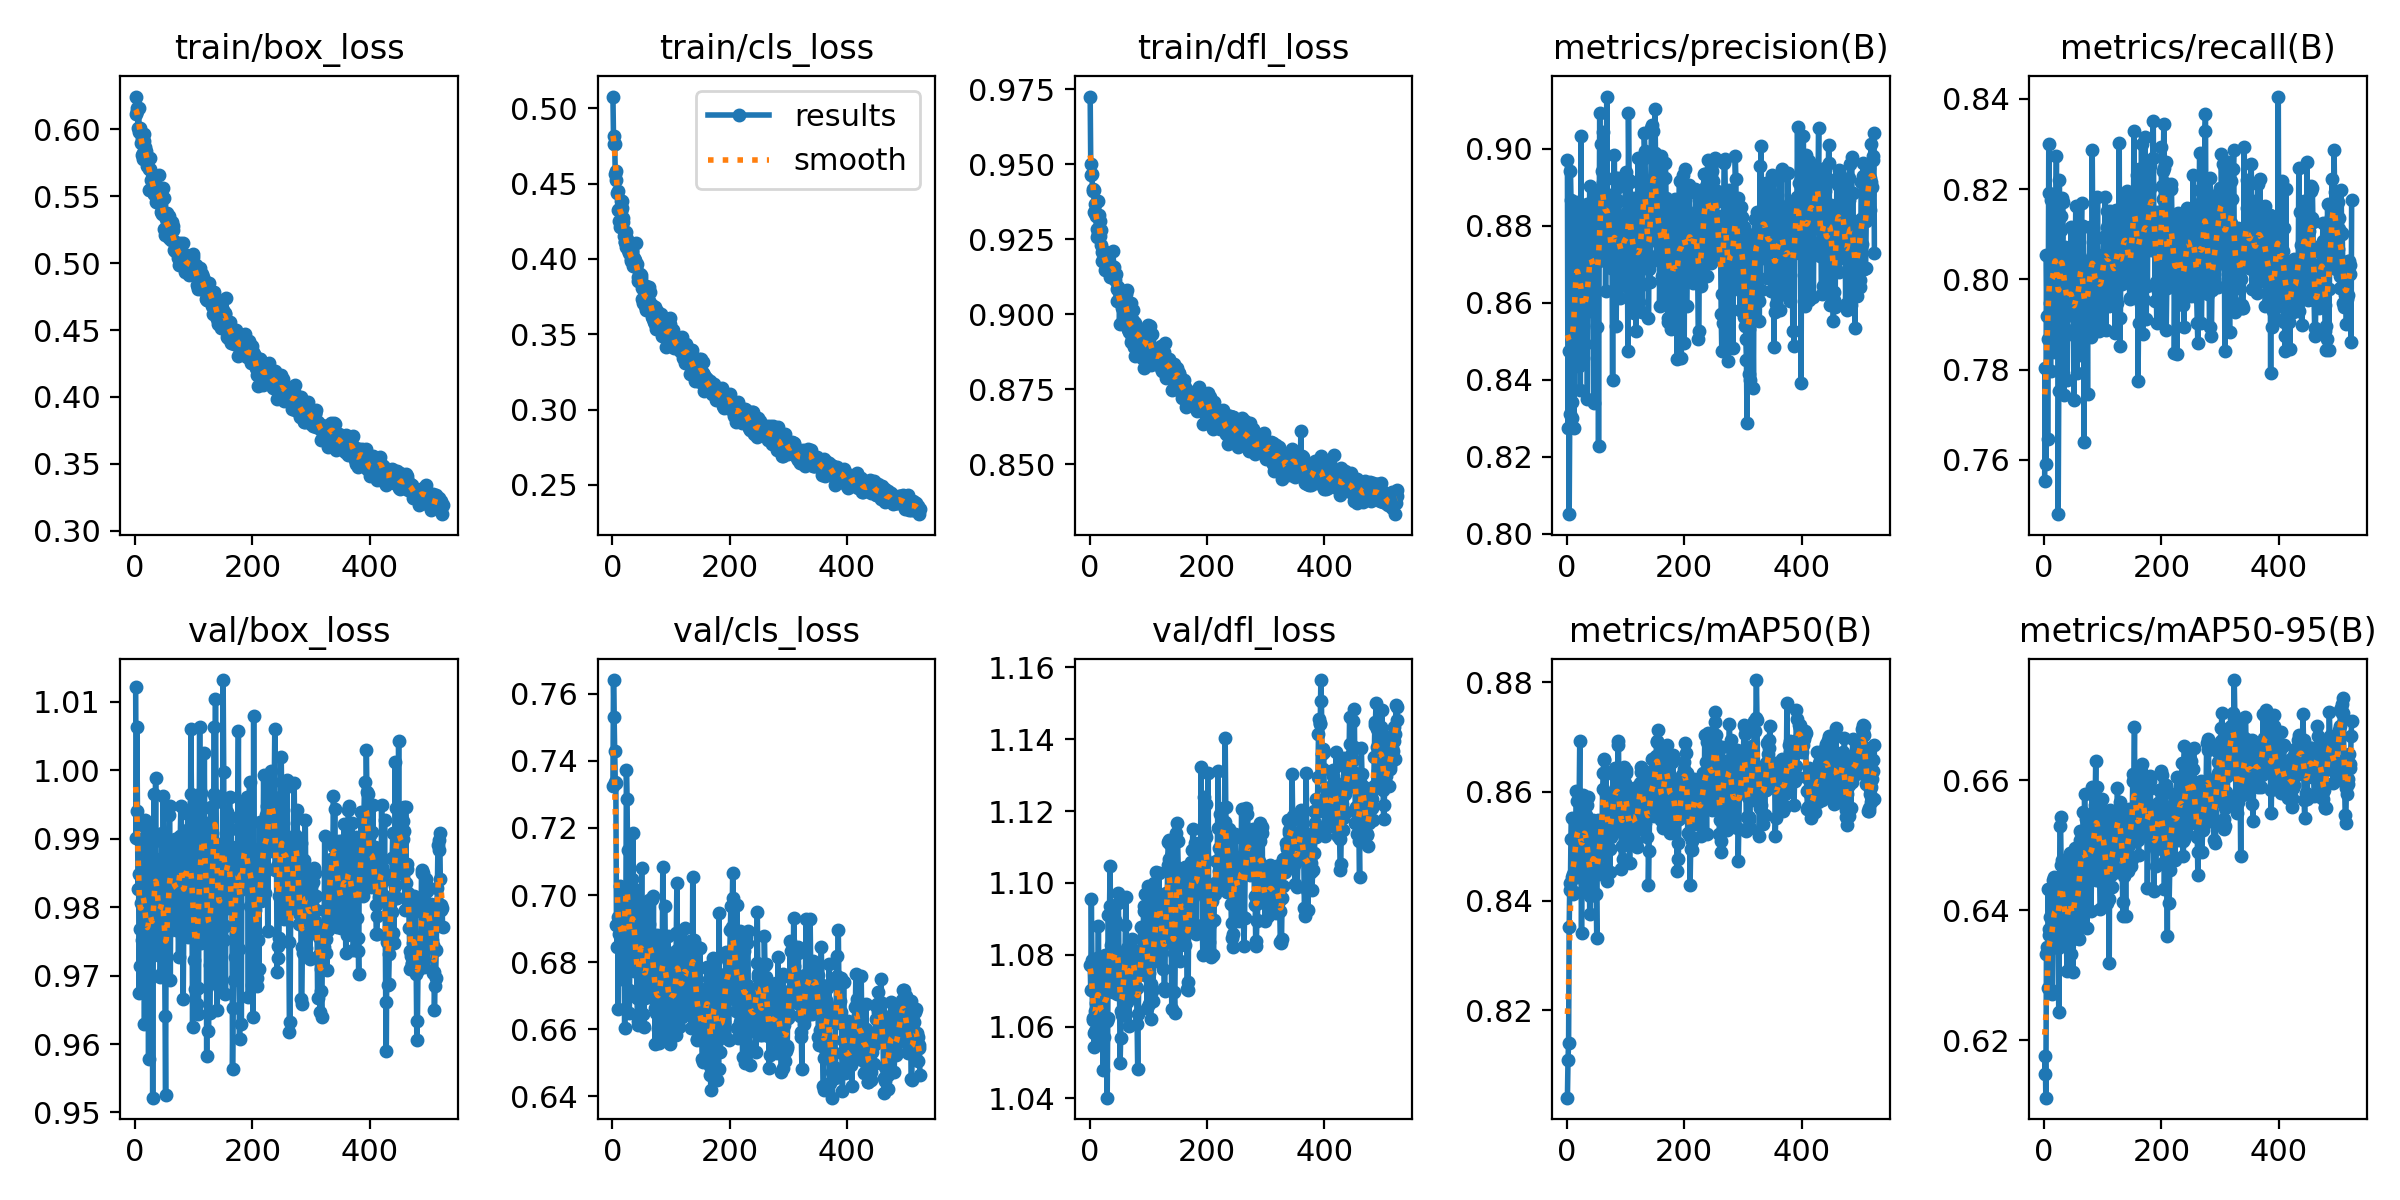 train/box_loss
0.60
0.55
0.50
0.45
0.40
0.35
0.30
0 200 400
train/cls_loss
results
smooth
0.50
0.45
0.40
0.35
0.30
0.25
0 200 400
train/dfl_loss
0.975
0.950
0.925
0.900
0.875
0.850
0 200 400
metrics/precision(B)
0.90
0.88
0.86
0.84
0.82
0.80
0 200 400
metrics/recall(B)
0.84
0.82
0.80
0.78
0.76
0 200 400
val/box_loss
1.01
1.00
0.99
0.98
0.97
0.96
0.95
0 200 400
val/cls_loss
0.76
0.74
0.72
0.70
0.68
0.66
0.64
0 200 400
val/dfl_loss
1.16
1.14
1.12
1.10
1.08
1.06
1.04
0 200 400
metrics/mAP50(B)
0.88
0.86
0.84
0.82
0 200 400
metrics/mAP50-95(B)
0.66
0.64
0.62
0 200 400